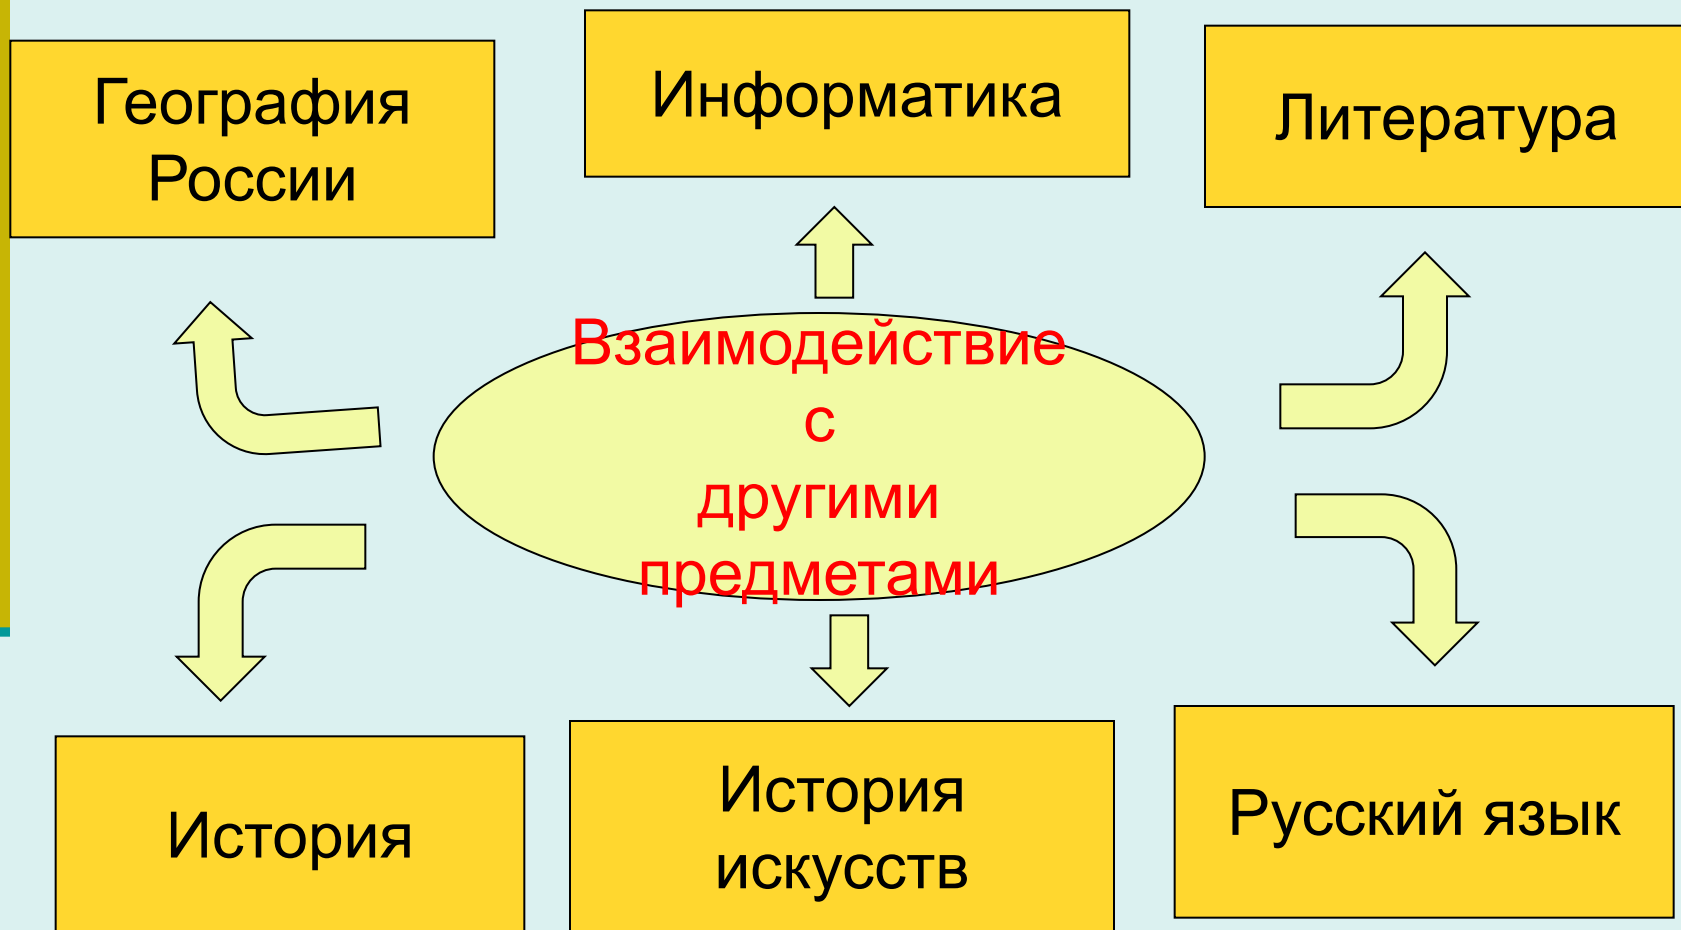 География
России
Информатика
Литература
Взаимодействие
с
другими
предметами
История
История
искусств
Русский язык